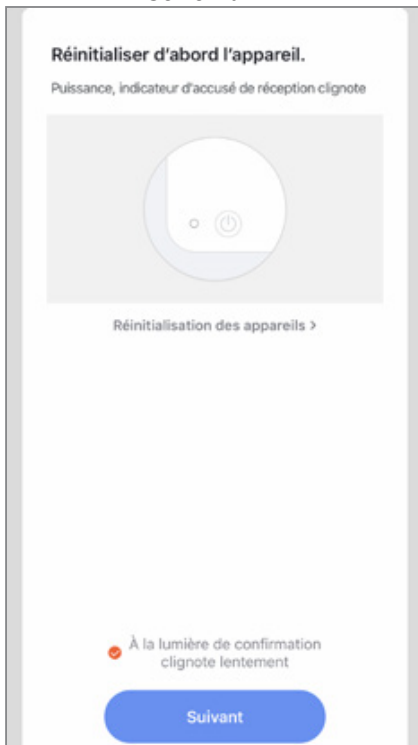 Réinitialiser d'abord l'appareil.
Puissance, indicateur d'accusé de réception clignote
Réinitialisation des appareils >
À la lumière de confirmation
clignote lentement
Suivant